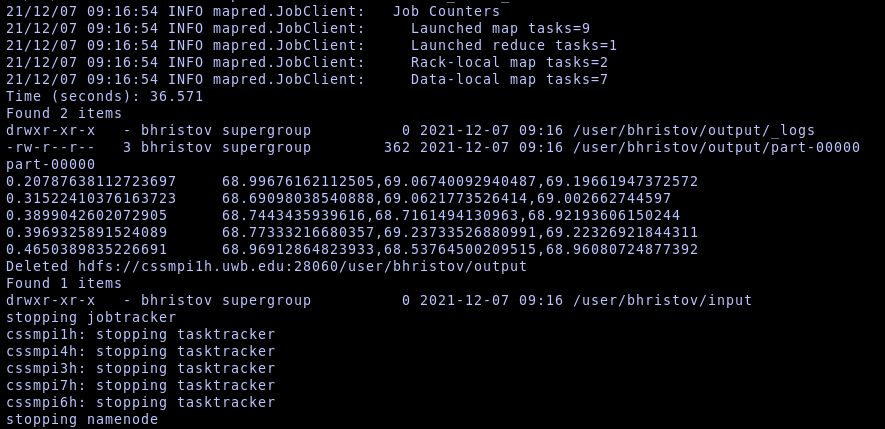 21/12/07 09:16:54 INFO mapred.JobClient:   Job Counters
21/12/07 09:16:54 INFO mapred.JobClient:     Launched map tasks=9
21/12/07 09:16:54 INFO mapred.JobClient:     Launched reduce tasks=1
21/12/07 09:16:54 INFO mapred.JobClient:     Rack-local map tasks=2
21/12/07 09:16:54 INFO mapred.JobClient:     Data-local map tasks=7
Time (seconds): 36.571
Found 2 items
drwxr-xr-x   - bhristov supergroup          0 2021-12-07 09:16 /user/bhristov/output/_logs
-rw-r--r--   3 bhristov supergroup        362 2021-12-07 09:16 /user/bhristov/output/part-00000
part-00000
0.20787638112723697     68.99676162112505,69.06740092940487,69.19661947372572
0.31522410376163723     68.69098038540888,69.0621773526414,69.002662744597
0.3899042602072905      68.7443435939616,68.7161494130963,68.92193606150244
0.3969325891524089      68.77333216680357,69.23733526880991,69.22326921844311
0.4650389835226691      68.96912864823933,68.53764500209515,68.96080724877392
Deleted hdfs://cssmpi1h.uwb.edu:28060/user/bhristov/output
Found 1 items
drwxr-xr-x   - bhristov supergroup          0 2021-12-07 09:16 /user/bhristov/input
stopping jobtracker
cssmpi1h: stopping tasktracker
cssmpi4h: stopping tasktracker
cssmpi3h: stopping tasktracker
cssmpi7h: stopping tasktracker
cssmpi6h: stopping tasktracker
stopping namenode